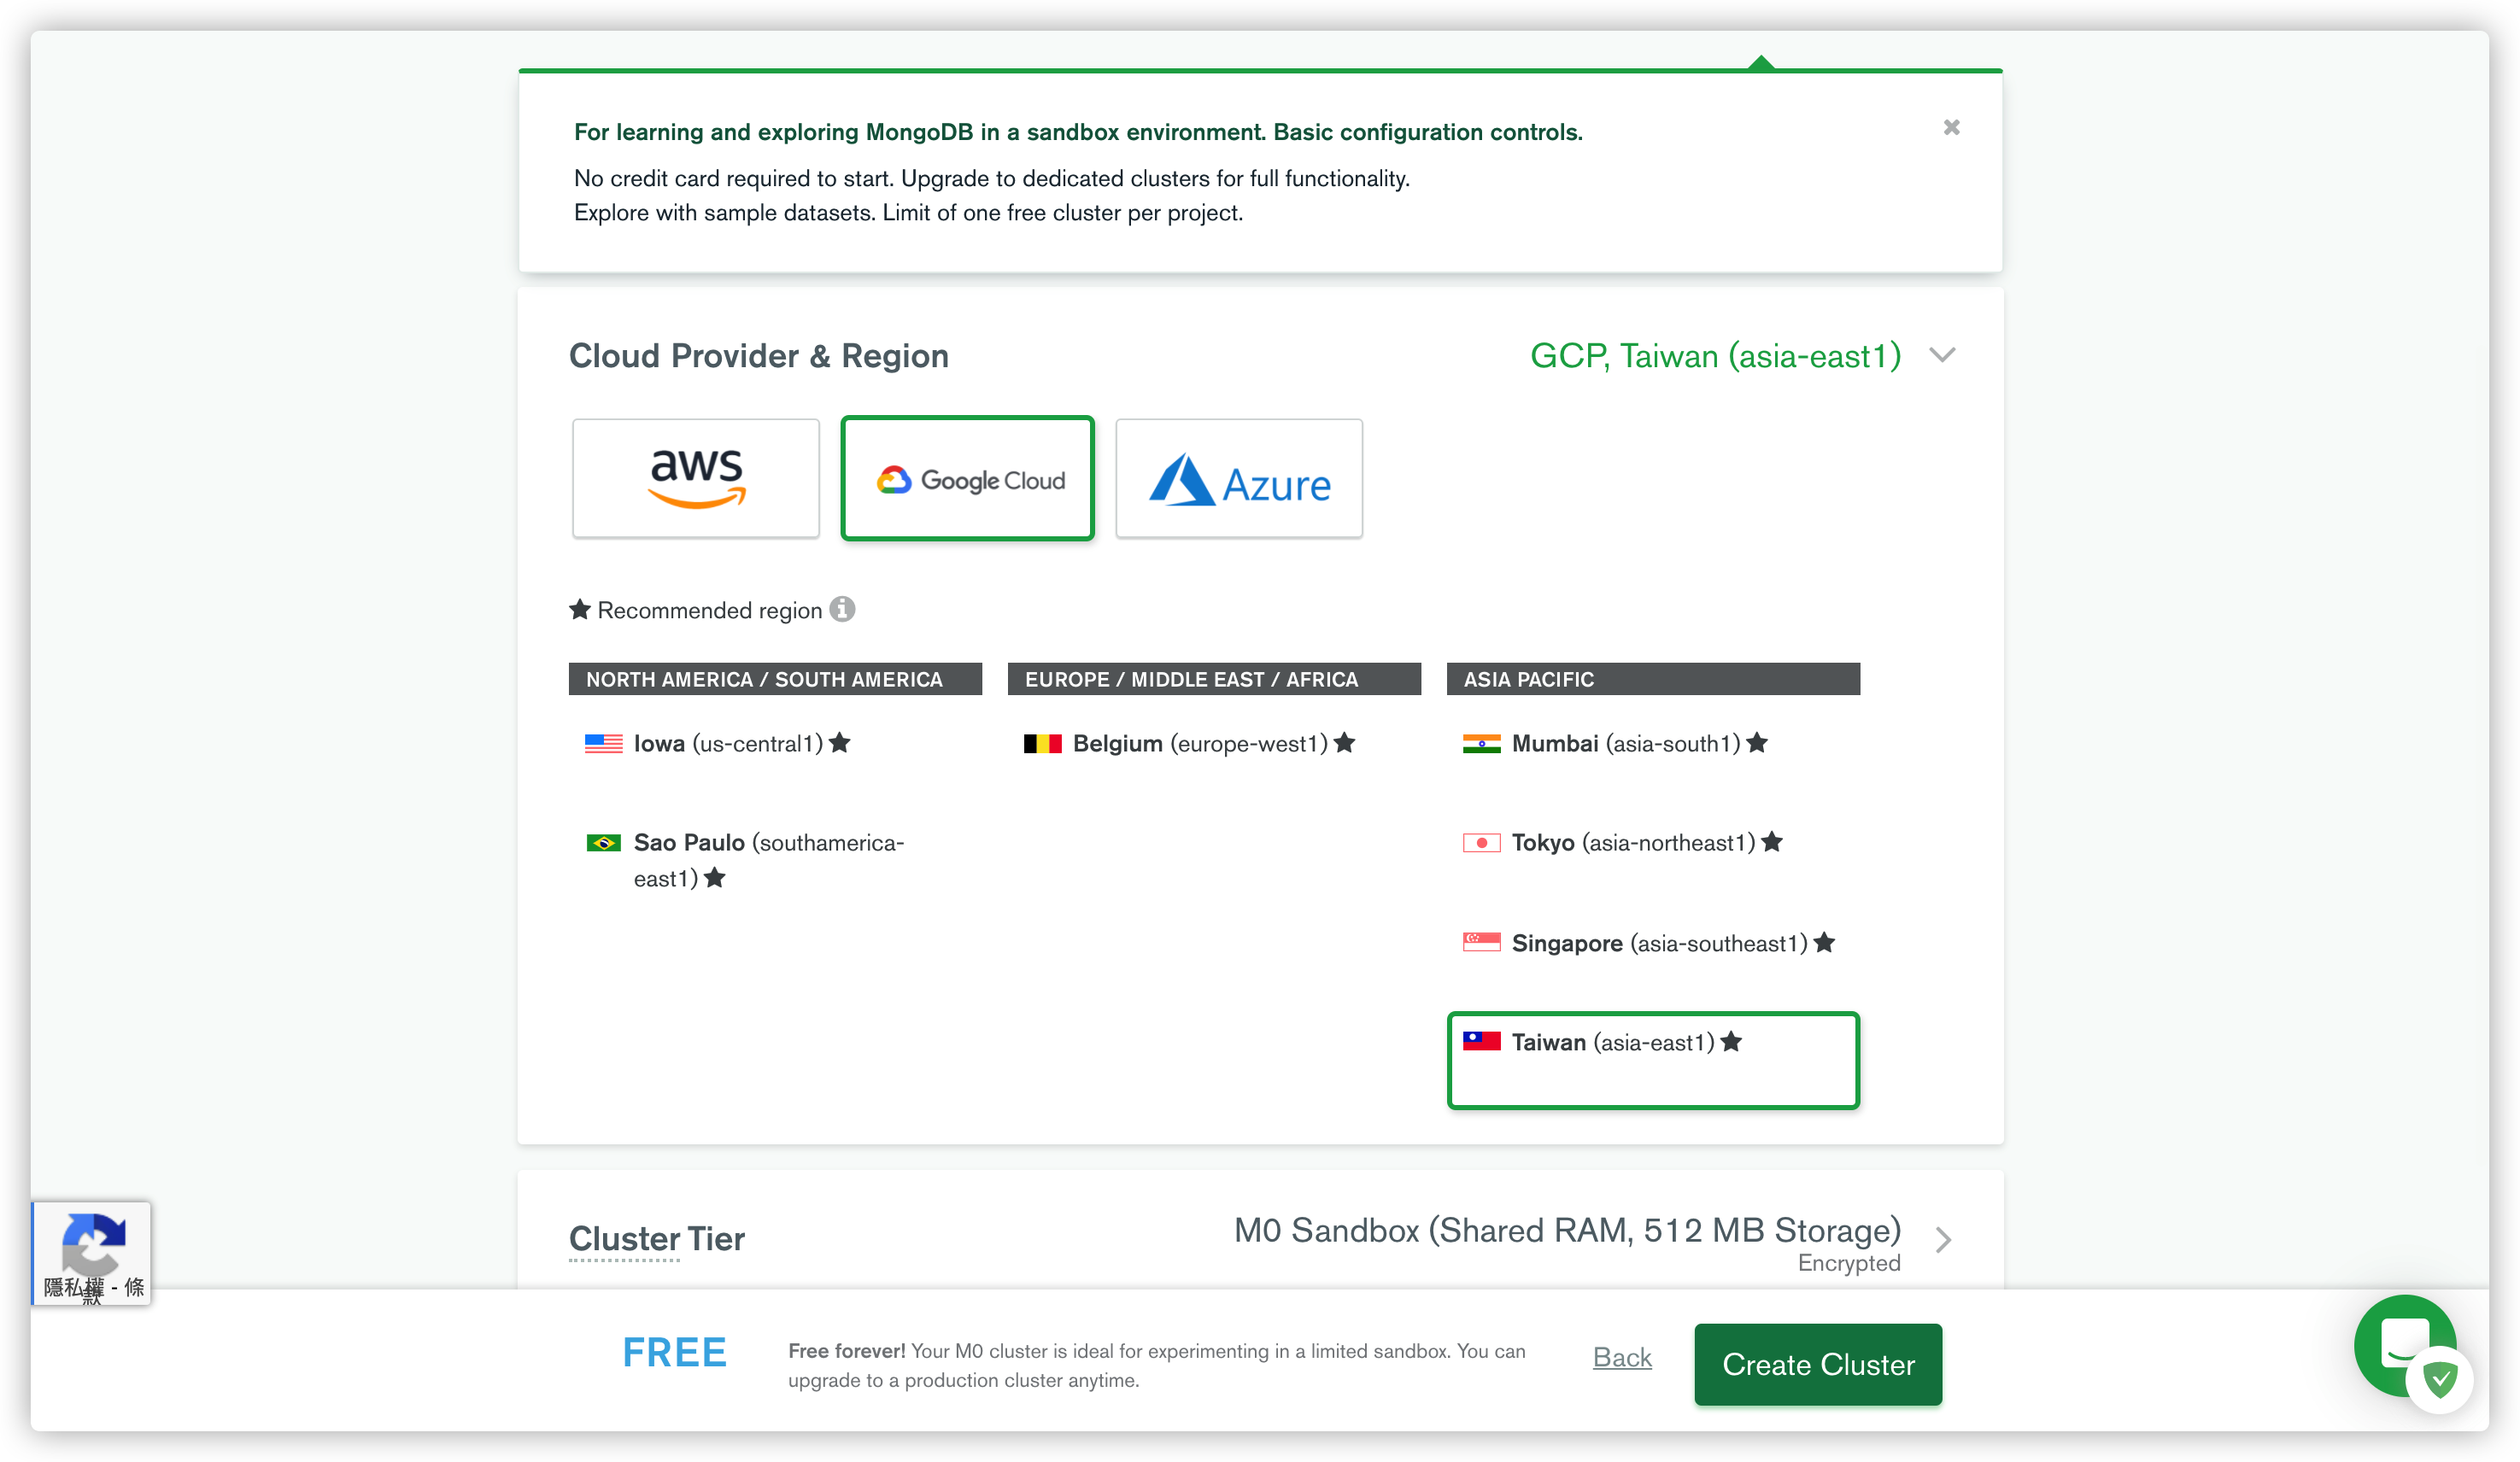 For learning and exploring MongoDB in a sandbox environment. Basic configuration controls.
No credit card required to start. Upgrade to dedicated clusters for full functionality.
Explore with sample datasets. Limit of one free cluster per project.
Cloud Provider & Region
GCP, Taiwan (asia-east1)
aws
Google Cloud
Azure
Recommended region
NORTH AMERICA / SOUTH AMERICA
Iowa (us-central1)
Sao Paulo (southamerica-
east1)
EUROPE / MIDDLE EAST / AFRICA
Belgium (europe-west1)
ASIA PACIFIC
Mumbai (asia-south1)
Tokyo (asia-northeast1)
Singapore (asia-southeast1)
Taiwan (asia-east1)
Cluster Tier
M0 Sandbox (Shared RAM, 512 MB Storage)
Encrypted
隱私權 - 條
款
FREE
Free forever! Your M0 cluster is ideal for experimenting in a limited sandbox. You can
upgrade to a production cluster anytime.
Back
Create Cluster